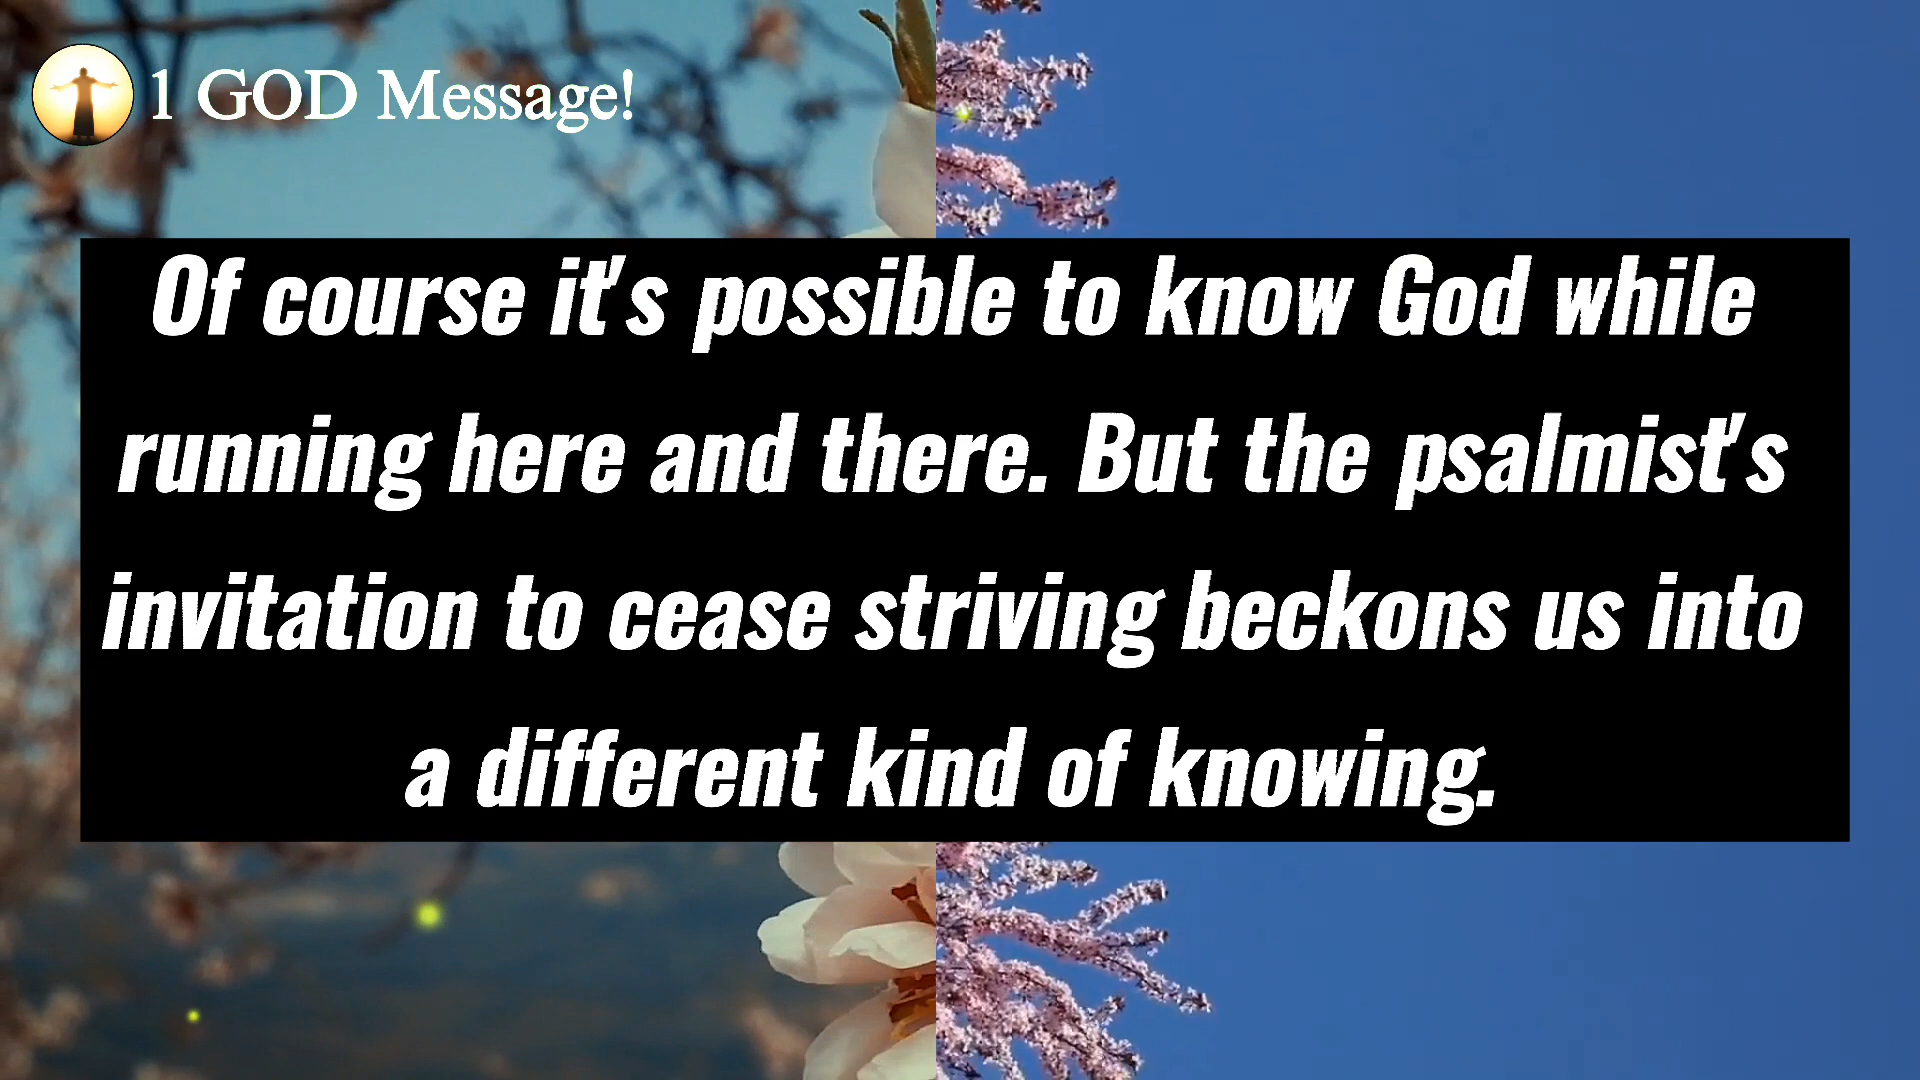 1 GOD Message!
Of course it's possible to know God while
running here and there. But the psalmist's
invitation to cease striving beckons us into
a different kind of knowing.